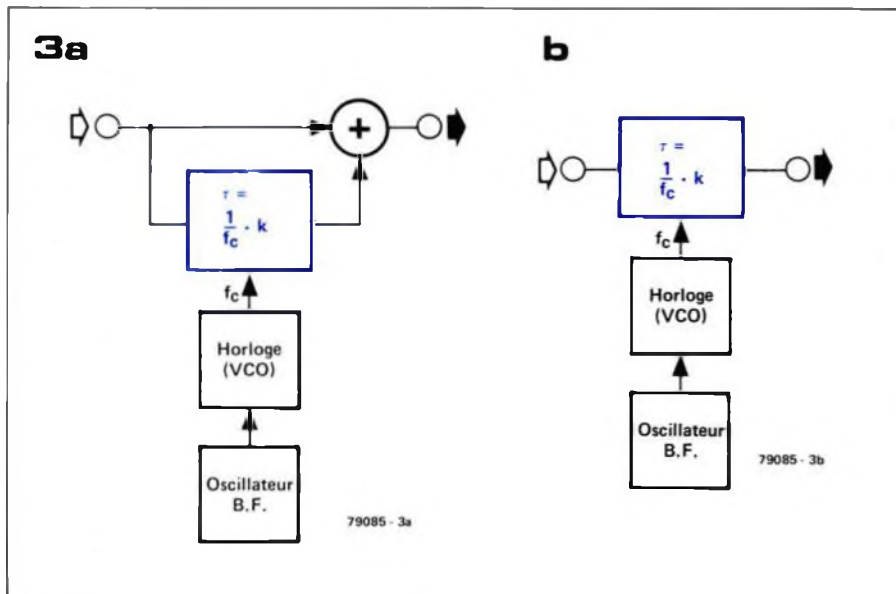 3a
+
τ =
1/fc · k
fc
Horloge
(VCO)
Oscillateur
B.F.
79085 - 3a
b
τ =
1/fc · k
fc
Horloge
(VCO)
Oscillateur
B.F.
79085 - 3b